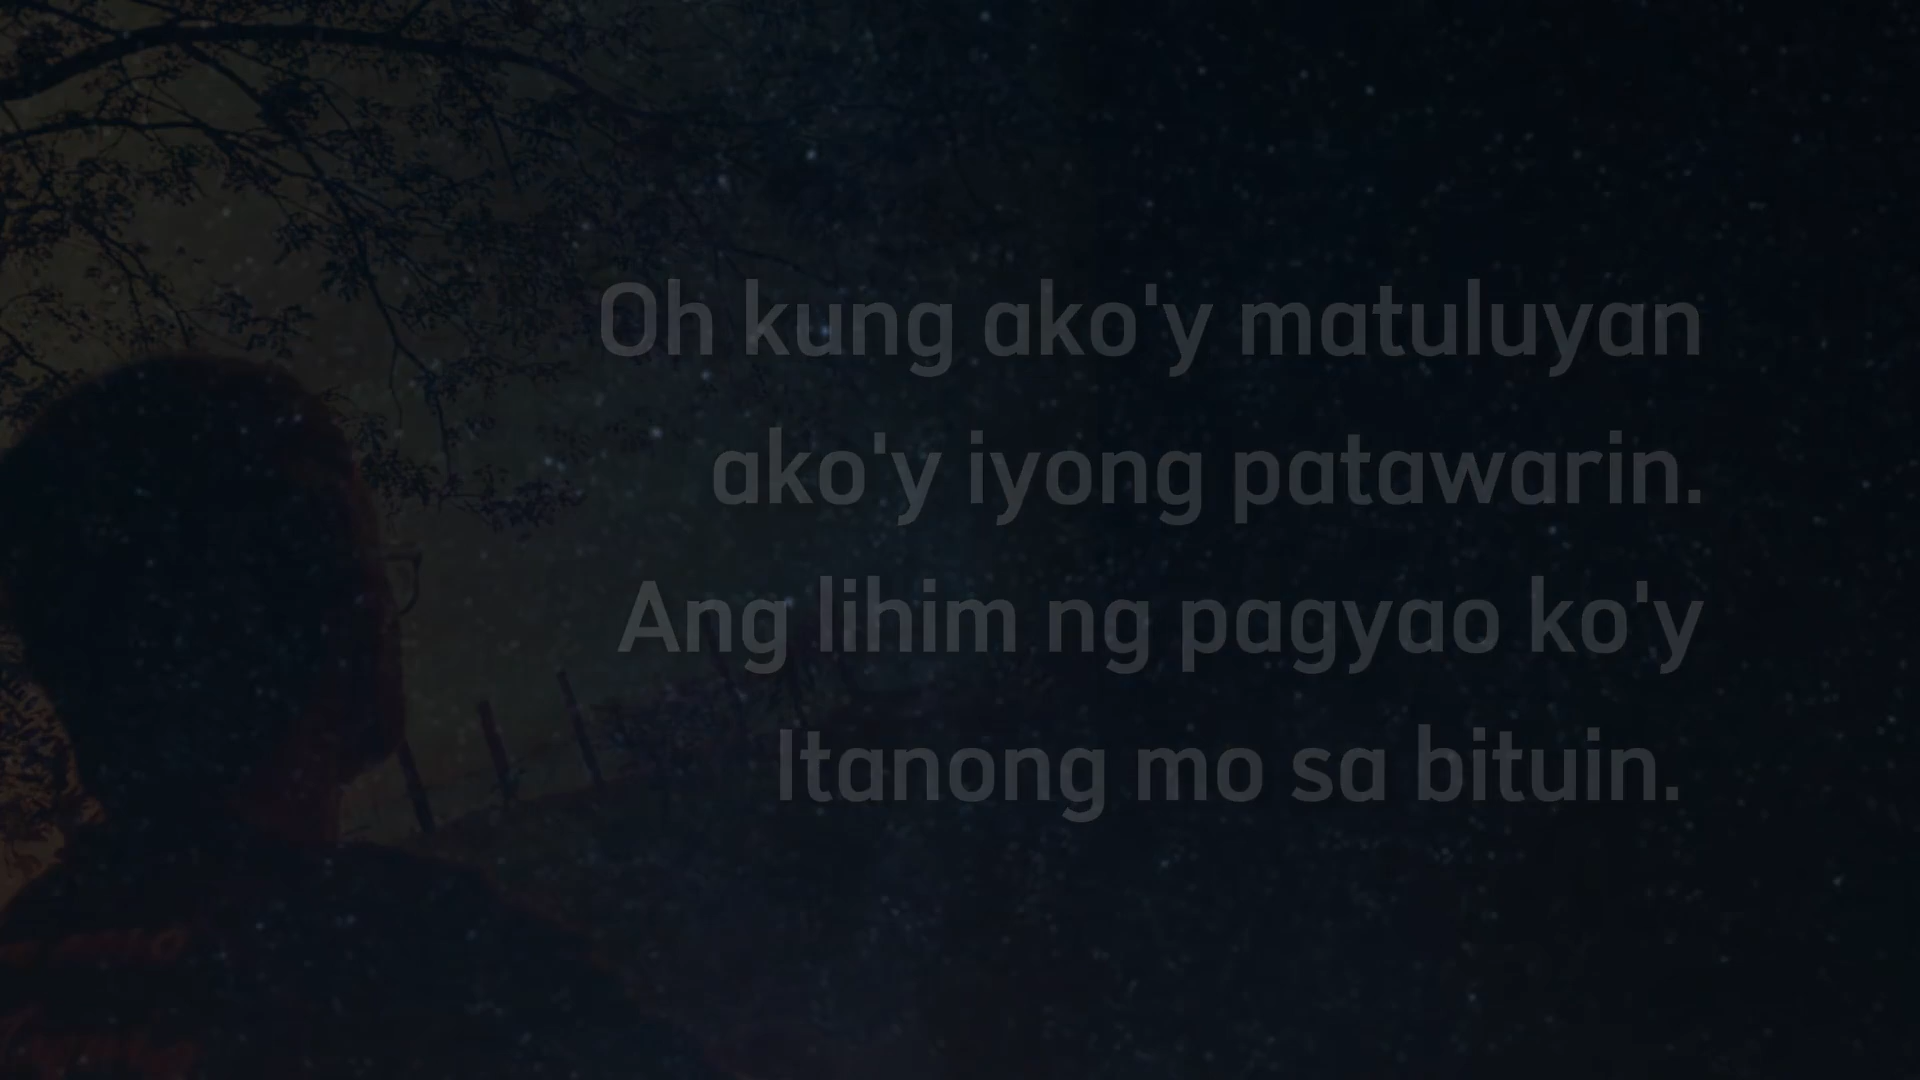 Oh kung ako'y matuluyan
ako'y iyong patawarin.
Ang lihim ng pagyao ko'y
Itanong mo sa bituin.